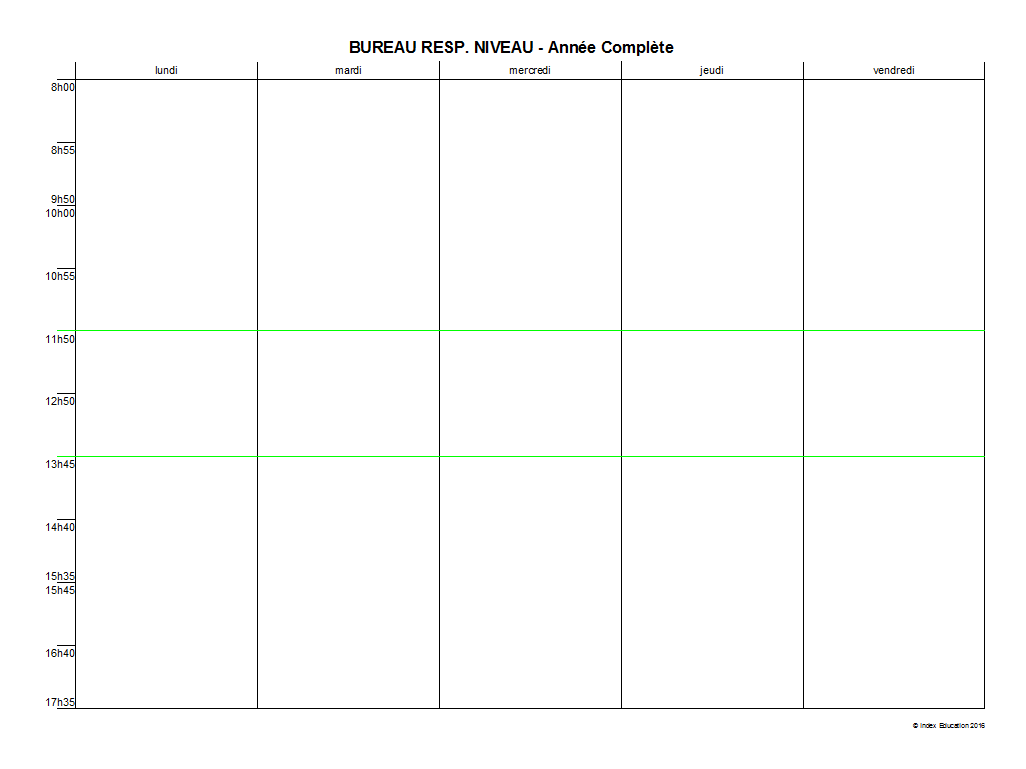 BUREAU RESP. NIVEAU - Année Complète
lundi mardi mercredi jeudi vendredi
8h00
8h55
9h50
10h00
10h55
11h50
12h50
13h45
14h40
15h35
15h45
16h40
17h35
© Index Education 2016